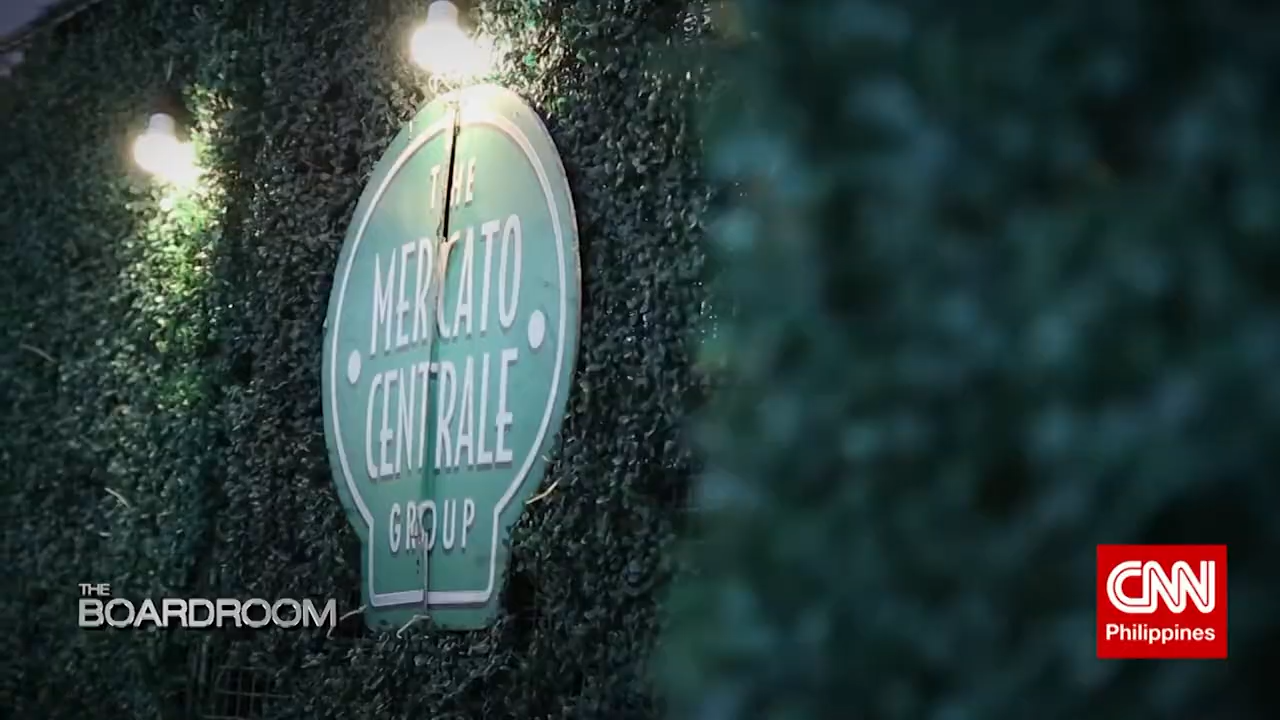 THE
MERCATO
CENTRALE
GROUP
THE
BOARDROOM
CNN
Philippines